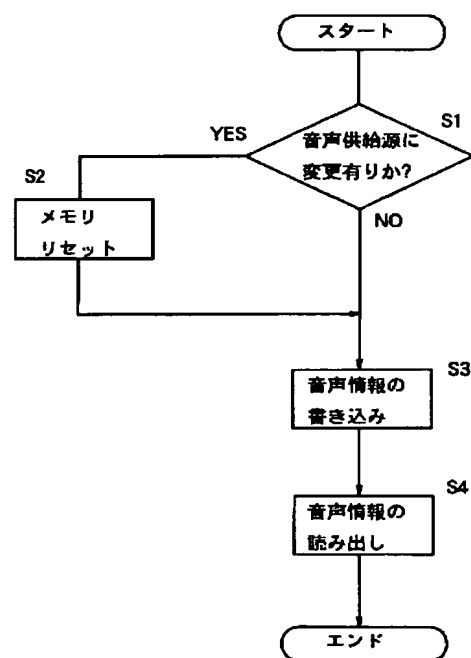 スタート
S1
音声供給源に
変更有りか?
YES
NO
S2
メモリ
リセット
S3
音声情報の
書き込み
S4
音声情報の
読み出し
エンド